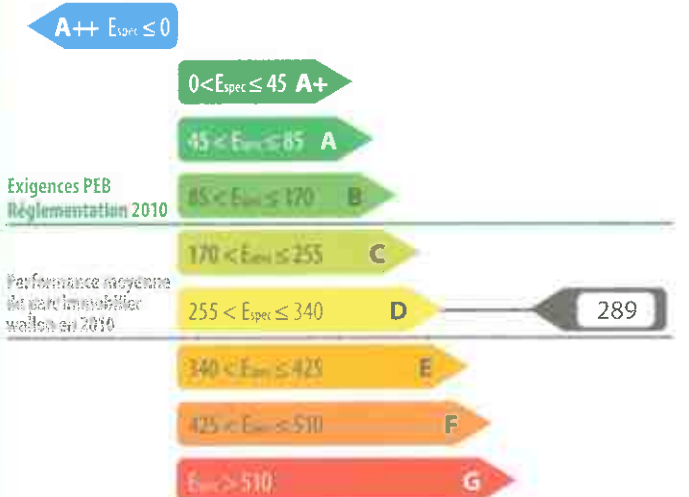 A++ Espec ≤ 0
0<Espec ≤ 45 A+
45 < Espec ≤ 85 A
Exigences PEB
Réglementation 2010
85 < Espec ≤ 170 B
170 < Espec ≤ 255 C
Performance moyenne
du parc immobilier
wallon en 2010
255 < Espec ≤ 340 D
289
340 < Espec ≤ 425 E
425 < Espec ≤ 510 F
Espec > 510 G